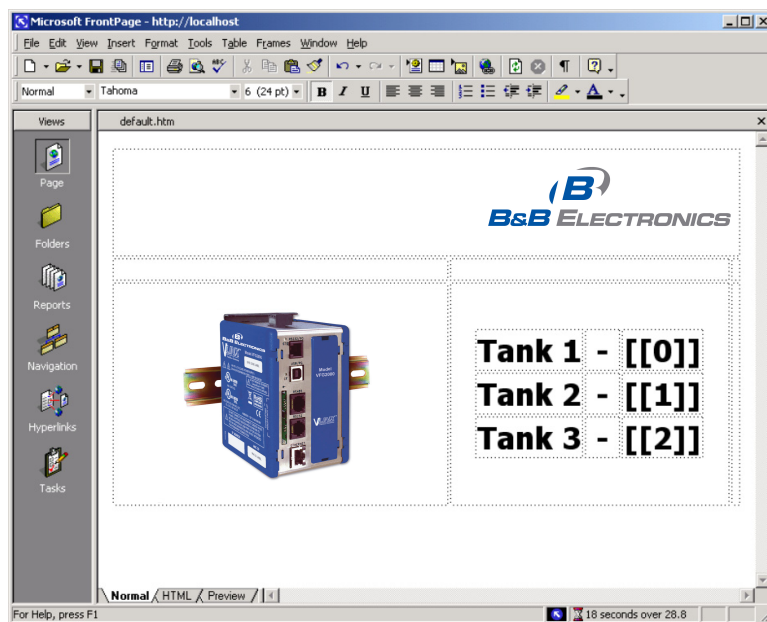 Microsoft FrontPage - http://localhost
File Edit View Insert Format Tools Table Frames Window Help
Normal Tahoma 6 (24 pt) B I U A
Views default.htm
Page
Folders
Reports
Navigation
Hyperlinks
Tasks
B
B&B ELECTRONICS
B&B ELECTRONICS
Model
Tank 1 - [[0]]
Tank 2 - [[1]]
Tank 3 - [[2]]
Normal HTML Preview
For Help, press F1 18 seconds over 28.8